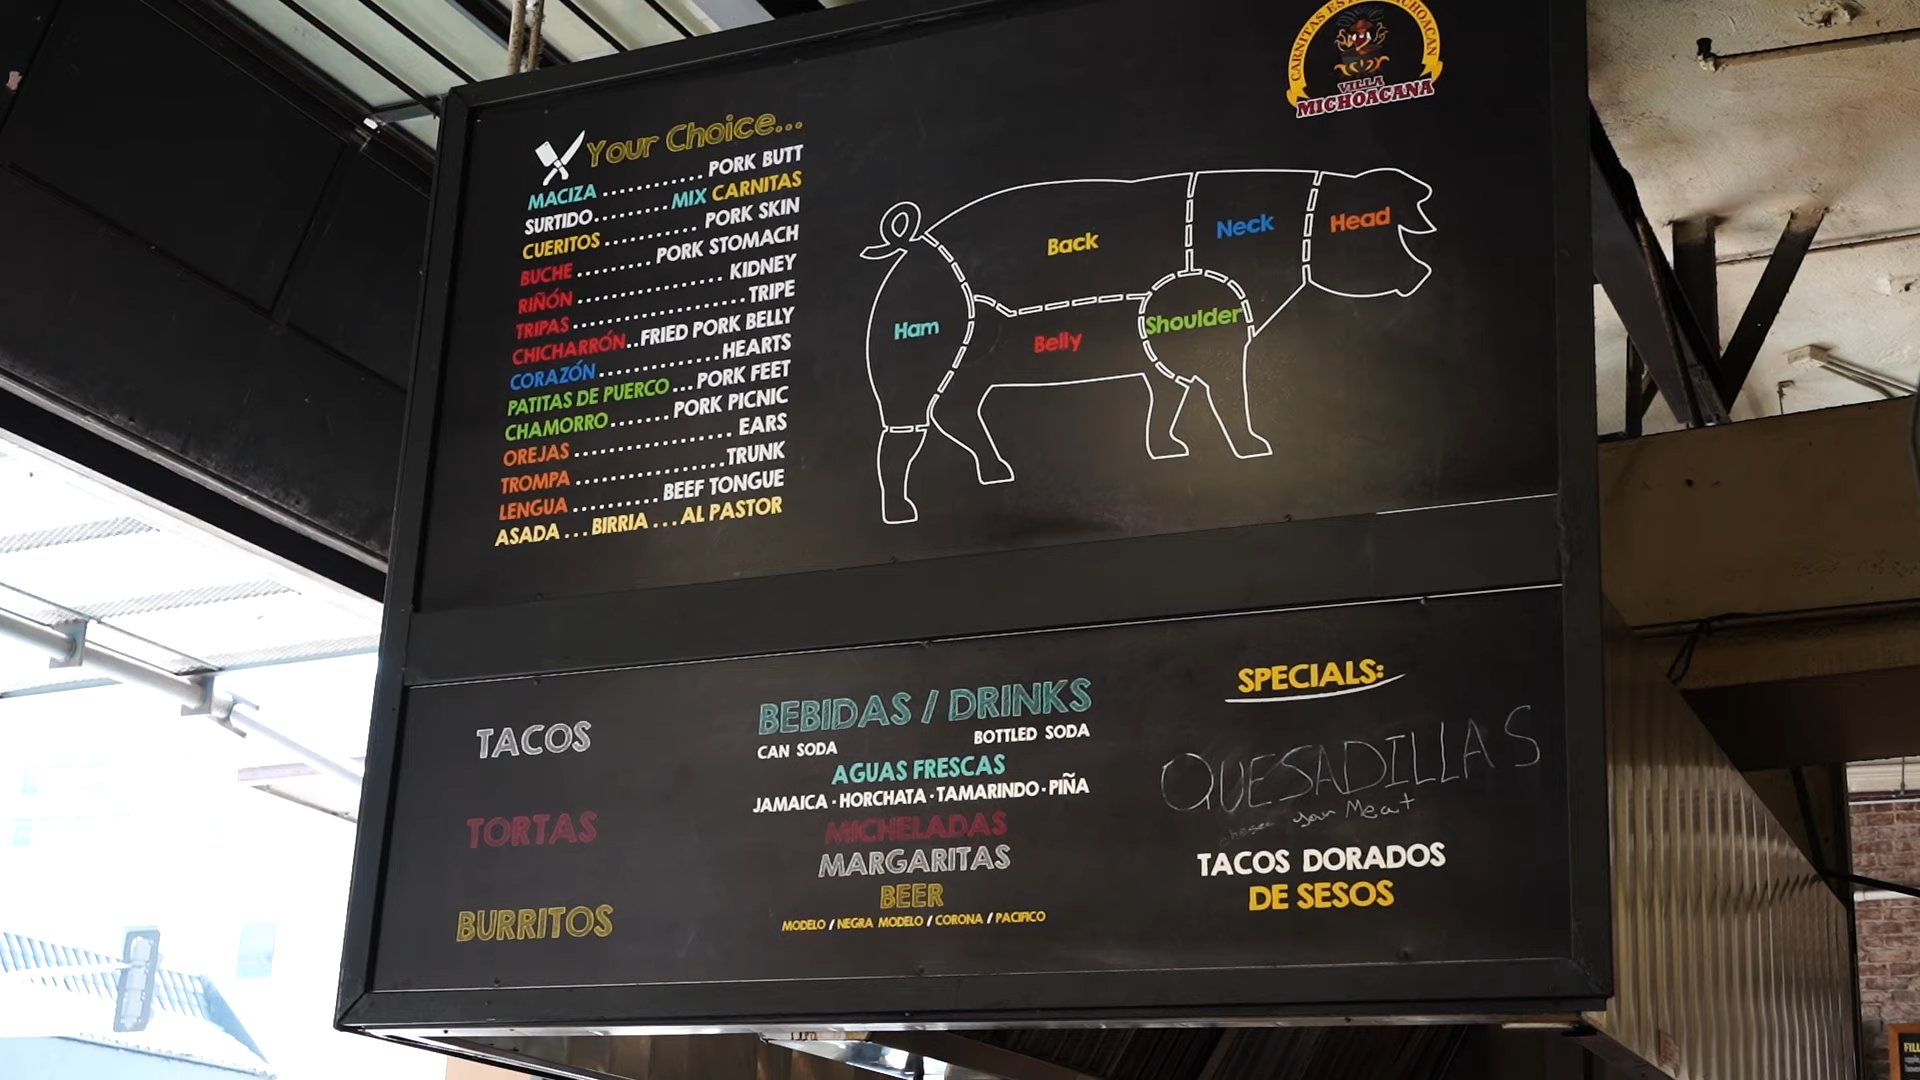 CARNITAS ESTILO MICHOACAN
VILLA
MICHOACANA
Your Choice...
MACIZA ............ PORK BUTT
SURTIDO......... MIX CARNITAS
CUERITOS ........... PORK SKIN
BUCHE ......... PORK STOMACH
RIÑÓN ................. KIDNEY
TRIPAS .................... TRIPE
CHICHARRÓN..FRIED PORK BELLY
CORAZÓN.............. HEARTS
PATITAS DE PUERCO...PORK FEET
CHAMORRO....... PORK PICNIC
OREJAS ................... EARS
TROMPA .................TRUNK
LENGUA ......... BEEF TONGUE
ASADA ... BIRRIA ... AL PASTOR
Back
Neck
Head
Ham
Belly
Shoulder
TACOS
TORTAS
BURRITOS
BEBIDAS / DRINKS
CAN SODA BOTTLED SODA
AGUAS FRESCAS
JAMAICA · HORCHATA · TAMARINDO · PIÑA
MICHELADAS
MARGARITAS
BEER
MODELO / NEGRA MODELO / CORONA / PACIFICO
SPECIALS:
QUESADILLAS
Meat
TACOS DORADOS
DE SESOS